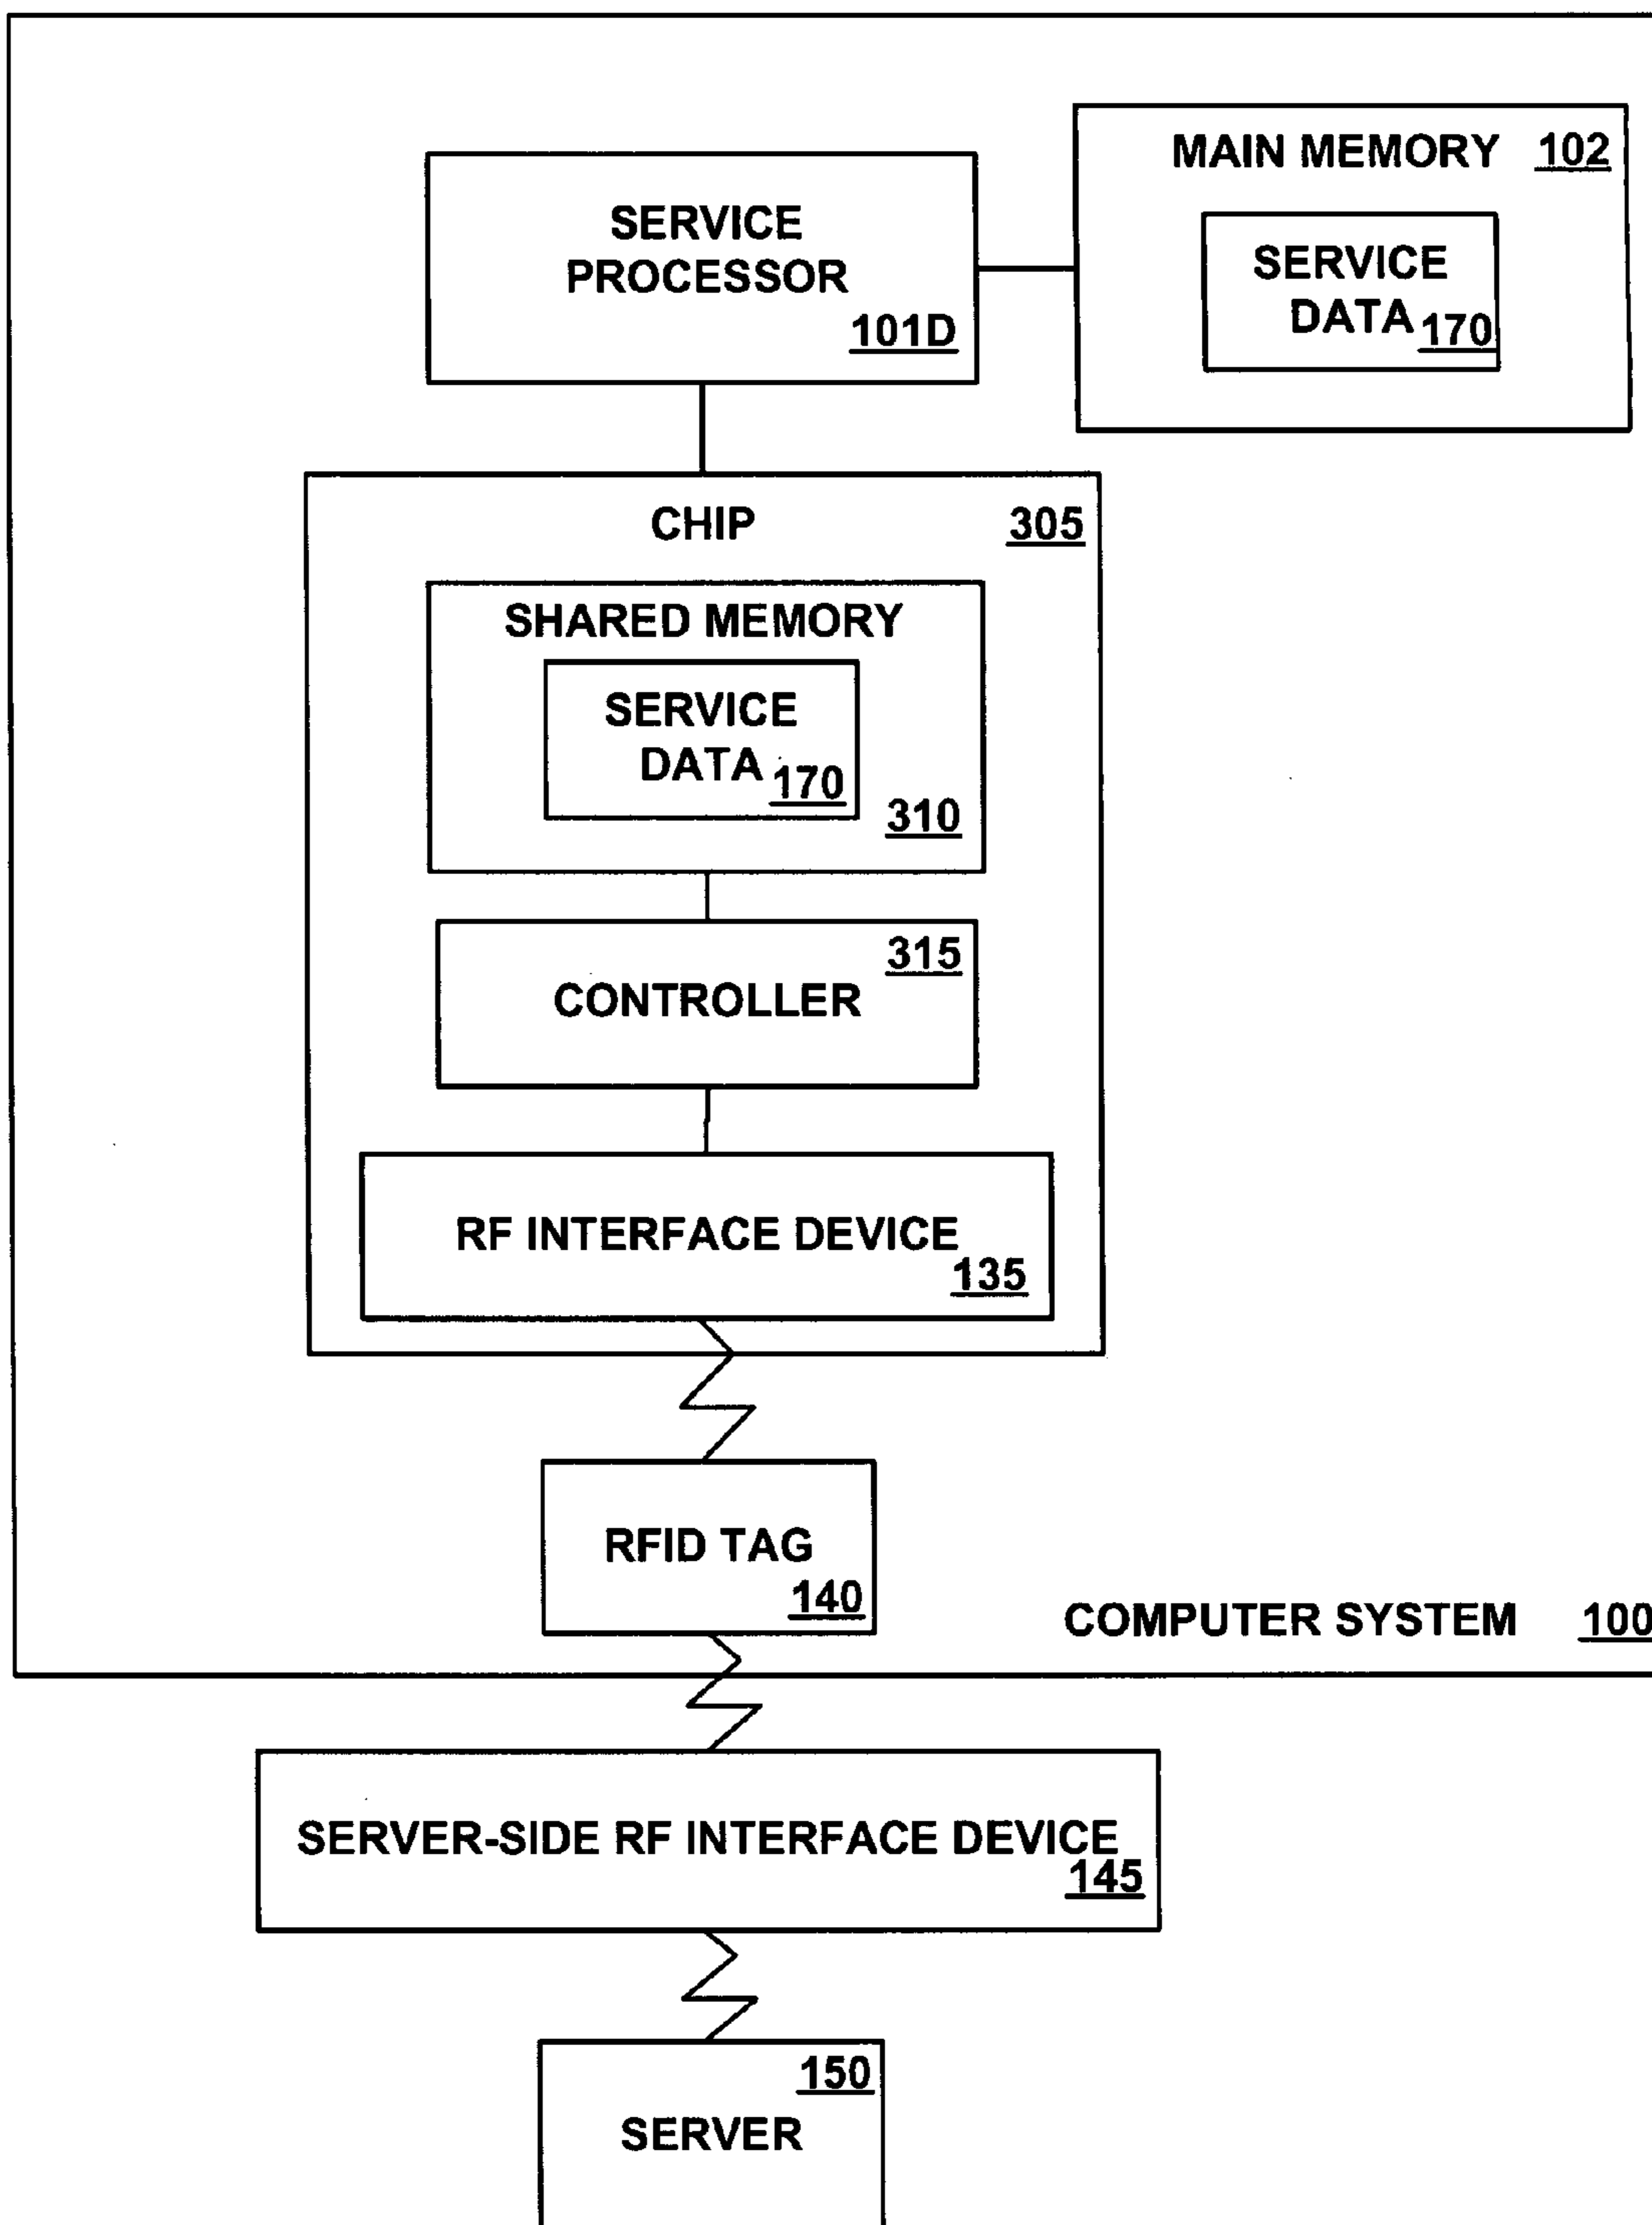 MAIN MEMORY 102
SERVICE
DATA 170
SERVICE
PROCESSOR
101D
CHIP 305
SHARED MEMORY
SERVICE
DATA 170
310
315
CONTROLLER
RF INTERFACE DEVICE
135
RFID TAG
140
COMPUTER SYSTEM 100
SERVER-SIDE RF INTERFACE DEVICE
145
150
SERVER